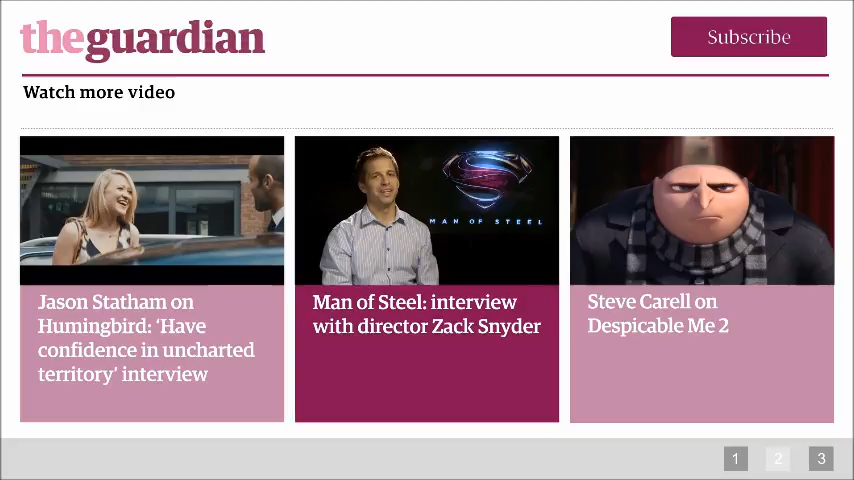 theguardian
Subscribe
Watch more video
MAN OF STEEL
Jason Statham on
Humingbird: ‘Have
confidence in uncharted
territory’ interview
Man of Steel: interview
with director Zack Snyder
Steve Carell on
Despicable Me 2
1 2 3